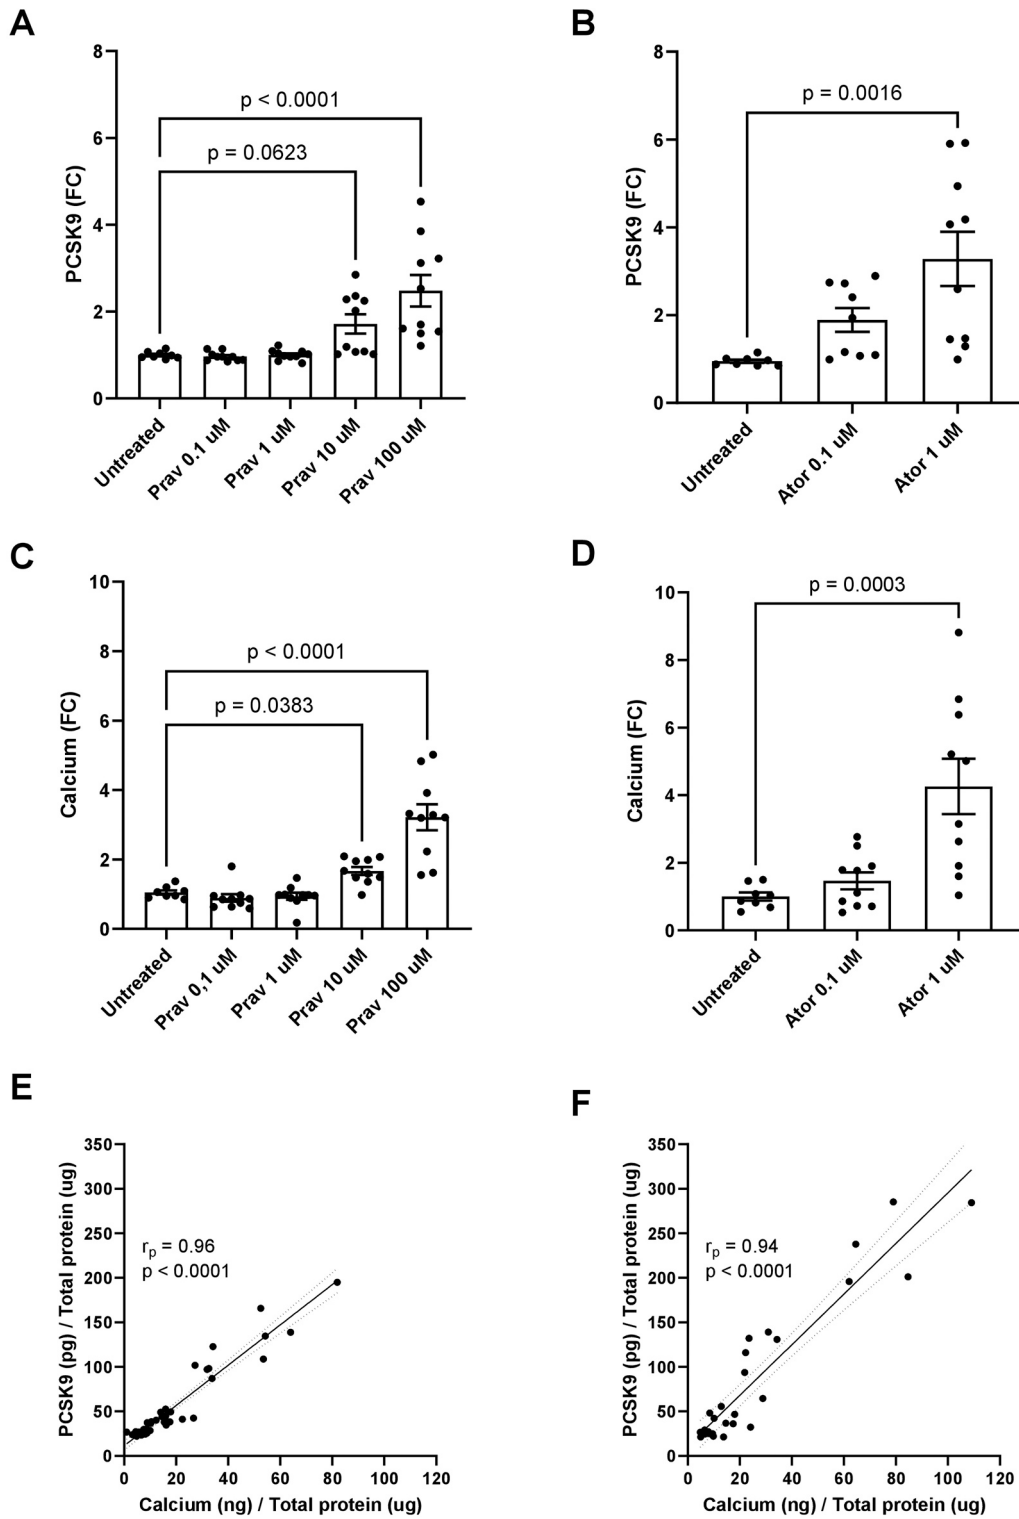 A
PCSK9 (FC)
8
6
4
2
0
p < 0.0001
p = 0.0623
Untreated
Prav 0.1 uM
Prav 1 uM
Prav 10 uM
Prav 100 uM
B
PCSK9 (FC)
8
6
4
2
0
p = 0.0016
Untreated
Ator 0.1 uM
Ator 1 uM
C
Calcium (FC)
10
8
6
4
2
0
p < 0.0001
p = 0.0383
Untreated
Prav 0,1 uM
Prav 1 uM
Prav 10 uM
Prav 100 uM
D
Calcium (FC)
10
8
6
4
2
0
p = 0.0003
Untreated
Ator 0.1 uM
Ator 1 uM
E
PCSK9 (pg) / Total protein (ug)
350
300
250
200
150
100
50
0
rp = 0.96
p < 0.0001
0 20 40 60 80 100 120
Calcium (ng) / Total protein (ug)
F
PCSK9 (pg) / Total protein (ug)
350
300
250
200
150
100
50
0
rp = 0.94
p < 0.0001
0 20 40 60 80 100 120
Calcium (ng) / Total protein (ug)